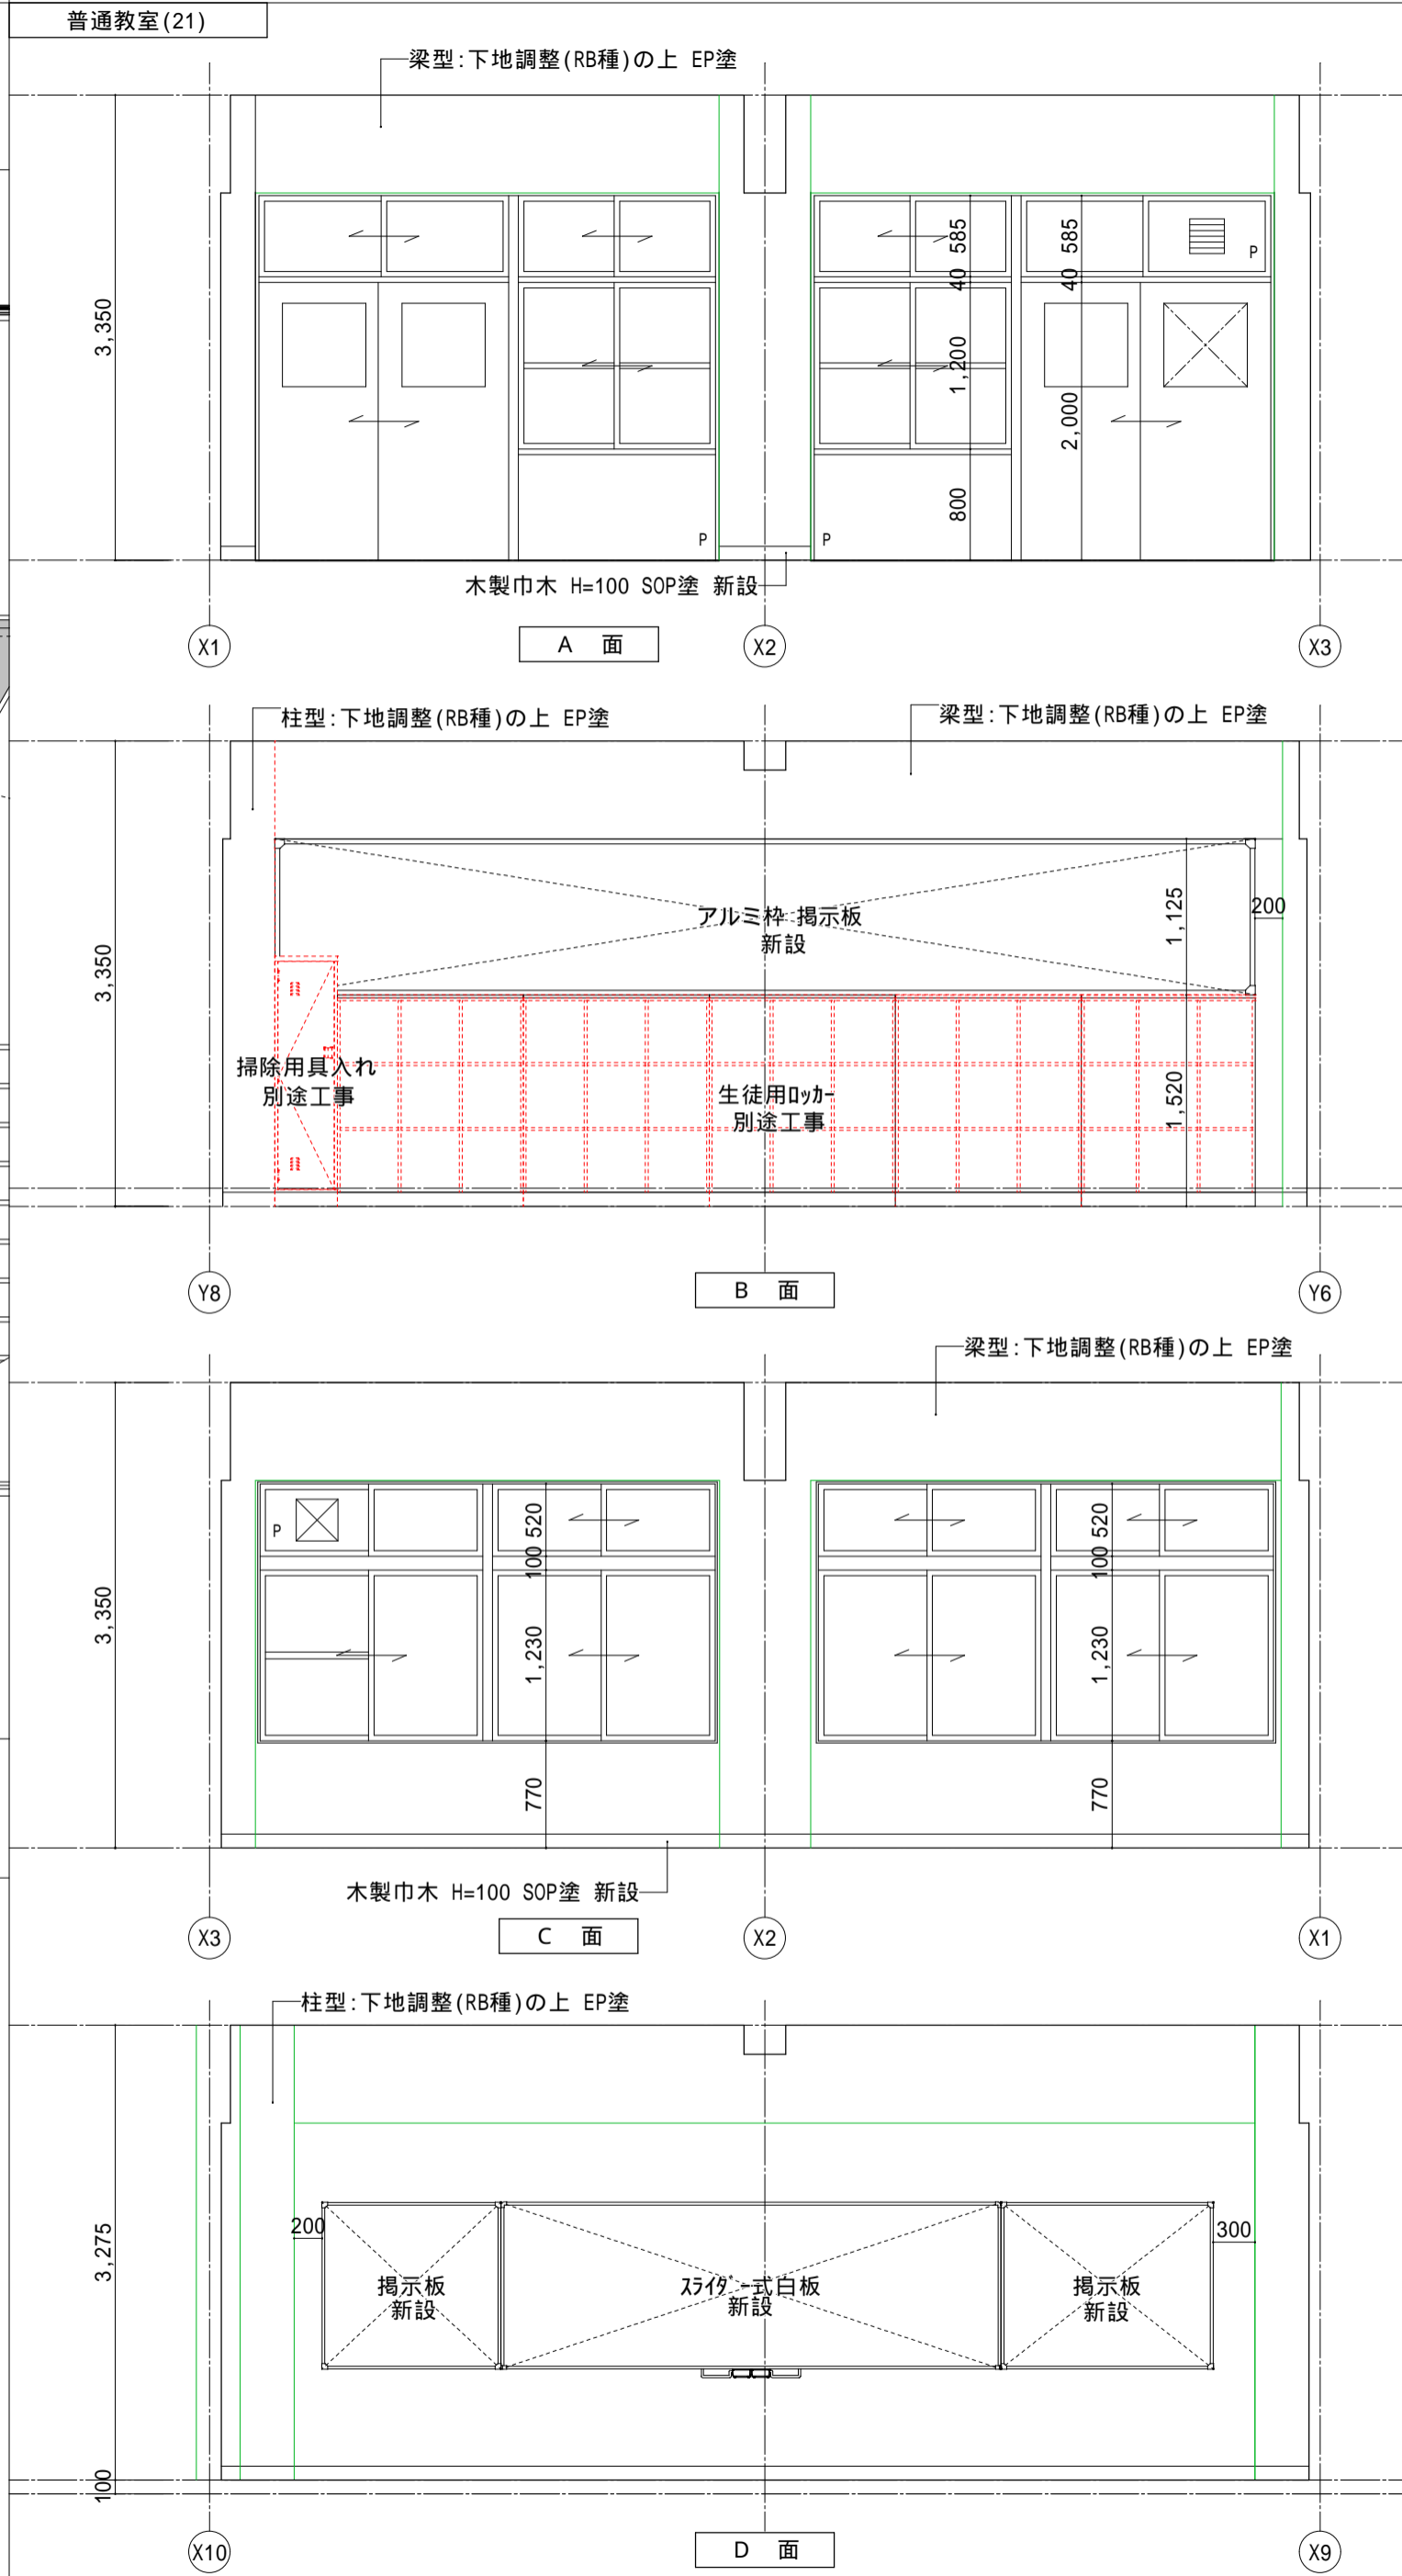 普通教室(21)
梁型:下地調整(RB種)の上 EP塗
3,350
585
585
40
40
P
1,200
2,000
800
P
P
木製巾木 H=100 SOP塗 新設
X1
A 面
X2
X3
柱型:下地調整(RB種)の上 EP塗
梁型:下地調整(RB種)の上 EP塗
3,350
アルミ枠 掲示板
新設
1,125
200
掃除用具入れ
別途工事
生徒用ﾛｯｶｰ
別途工事
1,520
Y8
B 面
Y6
梁型:下地調整(RB種)の上 EP塗
3,350
P
520
100
1,230
770
520
100
1,230
770
木製巾木 H=100 SOP塗 新設
X3
C 面
X2
X1
柱型:下地調整(RB種)の上 EP塗
3,275
200
掲示板
新設
ｽﾗｲﾀﾞｰ式白板
新設
掲示板
新設
300
100
X10
D 面
X9